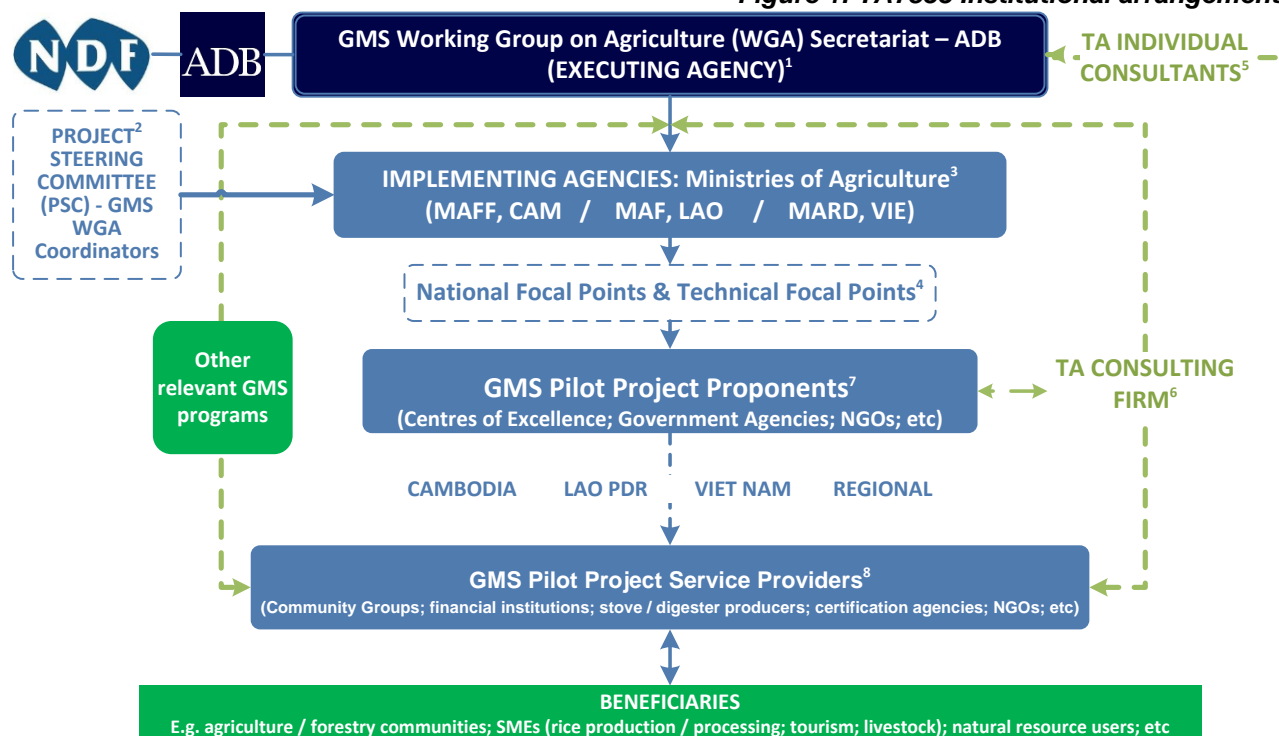 Figure 1: TA7833 institutional arrangement
NDF
ADB
GMS Working Group on Agriculture (WGA) Secretariat – ADB
(EXECUTING AGENCY)1
TA INDIVIDUAL
CONSULTANTS5
PROJECT2
STEERING
COMMITTEE
(PSC) - GMS
WGA
Coordinators
IMPLEMENTING AGENCIES: Ministries of Agriculture3
(MAFF, CAM / MAF, LAO / MARD, VIE)
National Focal Points & Technical Focal Points4
Other
relevant GMS
programs
GMS Pilot Project Proponents7
(Centres of Excellence; Government Agencies; NGOs; etc)
TA CONSULTING
FIRM6
CAMBODIA LAO PDR VIET NAM REGIONAL
GMS Pilot Project Service Providers8
(Community Groups; financial institutions; stove / digester producers; certification agencies; NGOs; etc)
BENEFICIARIES
E.g. agriculture / forestry communities; SMEs (rice production / processing; tourism; livestock); natural resource users; etc